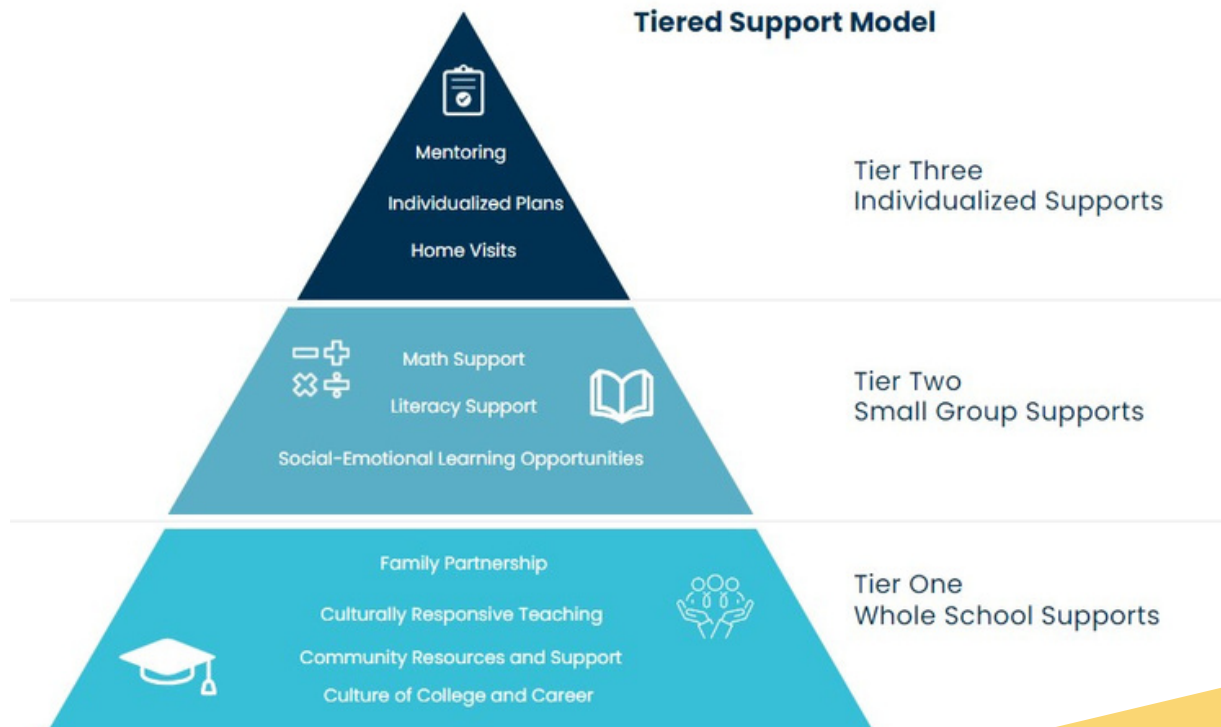 Tiered Support Model
Mentoring
Individualized Plans
Home Visits
Tier Three
Individualized Supports
Math Support
Literacy Support
Social-Emotional Learning Opportunities
Tier Two
Small Group Supports
Family Partnership
Culturally Responsive Teaching
Community Resources and Support
Culture of College and Career
Tier One
Whole School Supports